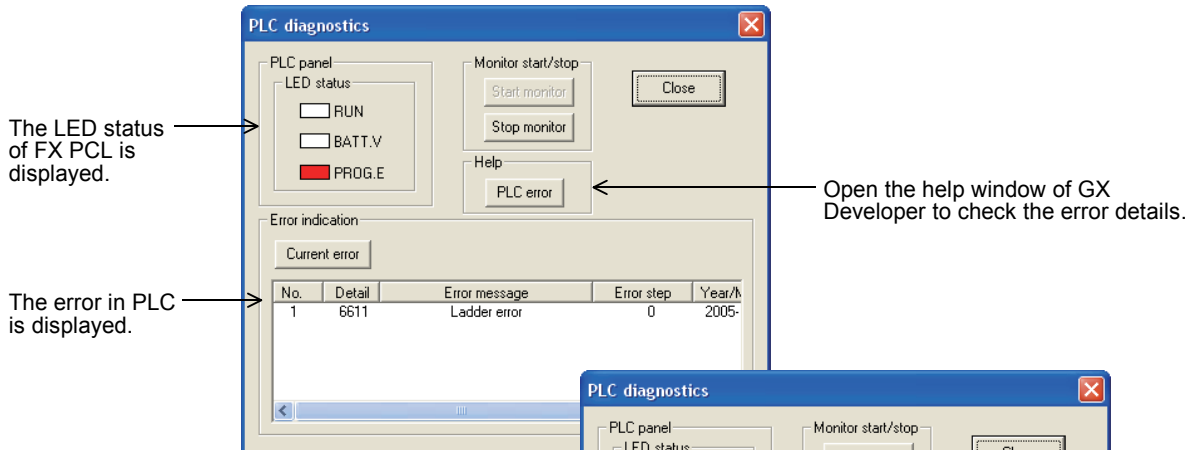 PLC diagnostics
PLC panel
LED status
RUN
BATT.V
PROG.E
Monitor start/stop
Start monitor
Stop monitor
Close
Help
PLC error
The LED status
of FX PCL is
displayed.
Open the help window of GX
Developer to check the error details.
Error indication
Current error
No. Detail Error message Error step Year/
1 6611 Ladder error 0 2005-
The error in PLC
is displayed.
PLC diagnostics
PLC panel
LED status
Monitor start/stop